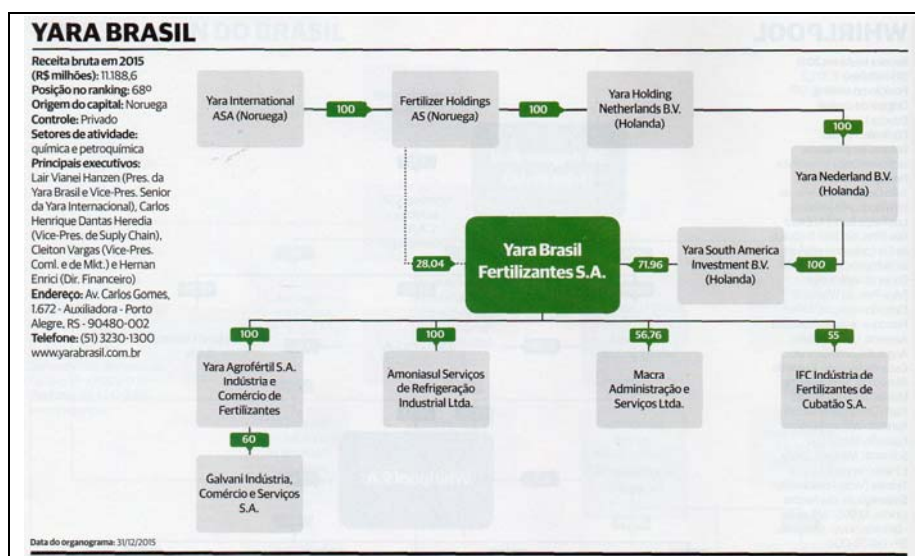 YARA BRASIL
Receita bruta em 2015
(R$ milhões): 11.188,6
Posição no ranking: 68º
Origem do capital: Noruega
Controle: Privado
Setores de atividade:
química e petroquímica
Principais executivos:
Lair Vianei Hanzen (Pres. da
Yara Brasil e Vice-Pres. Senior
da Yara Internacional), Carlos
Henrique Dantas Heredia
(Vice-Pres. de Suply Chain),
Cleiton Vargas (Vice-Pres.
Coml. e de Mkt.) e Hernan
Enrici (Dir. Financeiro)
Endereço: Av. Carlos Gomes,
1.672 - Auxiliadora - Porto
Alegre, RS - 90480-002
Telefone: (51) 3230-1300
www.yarabrasil.com.br
Yara International
ASA (Noruega)
100
Fertilizer Holdings
AS (Noruega)
100
Yara Holding
Netherlands B.V.
(Holanda)
100
Yara Nederland B.V.
(Holanda)
100
Yara South America
Investment B.V.
(Holanda)
71,96
28,04
Yara Brasil
Fertilizantes S.A.
100
Yara Agrofértil S.A.
Indústria e
Comércio de
Fertilizantes
60
Galvani Indústria,
Comércio e Serviços
S.A.
100
Amoniasul Serviços
de Refrigeração
Industrial Ltda.
56,76
Macra
Administração e
Serviços Ltda.
55
IFC Indústria de
Fertilizantes de
Cubatão S.A.
Data do organograma: 31/12/2015